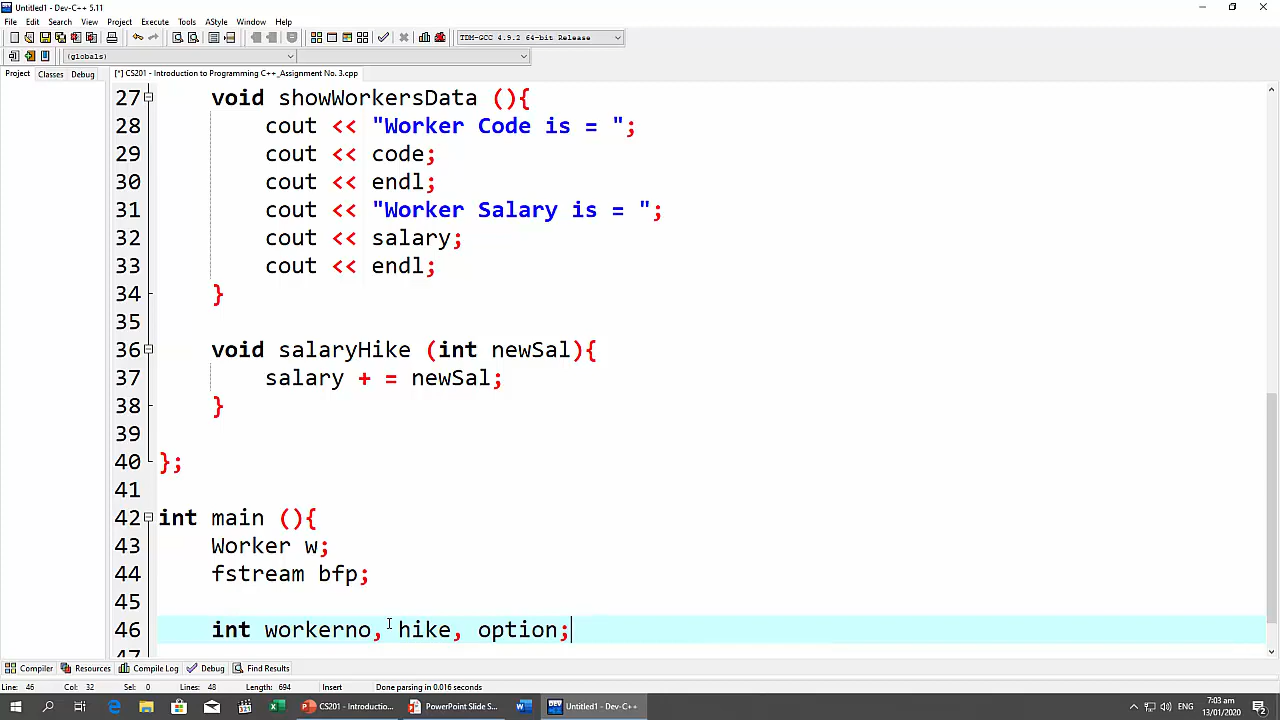 Untitled1 - Dev-C++ 5.11
File Edit Search View Project Execute Tools AStyle Window Help
TDM-GCC 4.9.2 64-bit Release
(globals)
Project Classes Debug
[*] CS201 - Introduction to Programming C++_Assignment No. 3.cpp
27 void showWorkersData (){
28 cout << "Worker Code is = ";
29 cout << code;
30 cout << endl;
31 cout << "Worker Salary is = ";
32 cout << salary;
33 cout << endl;
34 }
35
36 void salaryHike (int newSal){
37 salary + = newSal;
38 }
39
40 };
41
42 int main (){
43 Worker w;
44 fstream bfp;
45
46 int workerno, hike, option;
47
Compiler Resources Compile Log Debug Find Results
Line: 46 Col: 32 Sel: 0 Lines: 48 Length: 694 Insert Done parsing in 0.016 seconds
CS201 - Introductio... PowerPoint Slide S... Untitled1 - Dev-C++ ENG 7:03 am
13/01/2020